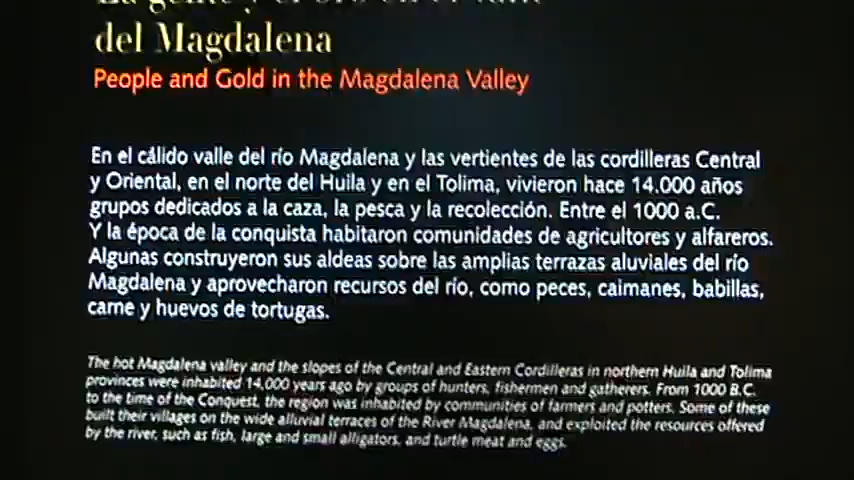 La gente y el oro en el valle
del Magdalena
People and Gold in the Magdalena Valley
En el cálido valle del río Magdalena y las vertientes de las cordilleras Central
y Oriental, en el norte del Huila y en el Tolima, vivieron hace 14.000 años
grupos dedicados a la caza, la pesca y la recolección. Entre el 1000 a.C.
Y la época de la conquista habitaron comunidades de agricultores y alfareros.
Algunas construyeron sus aldeas sobre las amplias terrazas aluviales del río
Magdalena y aprovecharon recursos del río, como peces, caimanes, babillas,
carne y huevos de tortugas.
The hot Magdalena valley and the slopes of the Central and Eastern Cordilleras in northern Huila and Tolima
provinces were inhabited 14,000 years ago by groups of hunters, fishermen and gatherers. From 1000 B.C.
to the time of the Conquest, the region was inhabited by communities of farmers and potters. Some of these
built their villages on the wide alluvial terraces of the River Magdalena, and exploited the resources offered
by the river, such as fish, large and small alligators, and turtle meat and eggs.